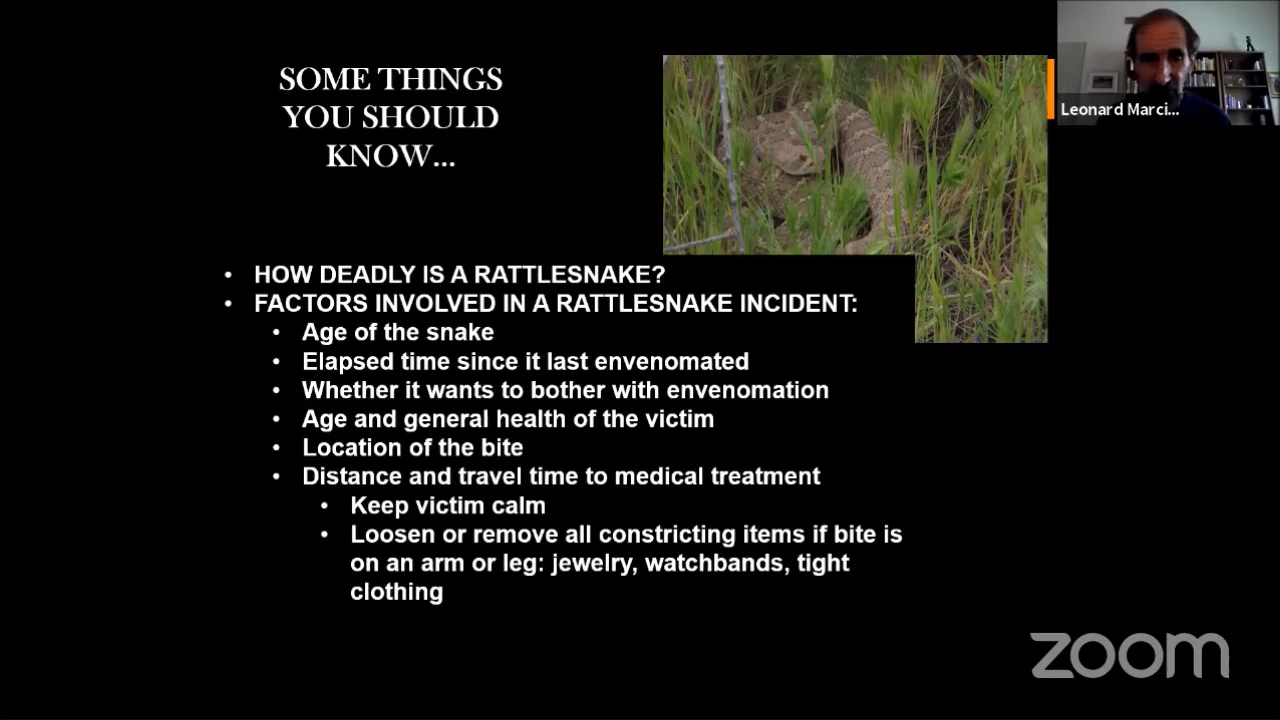 SOME THINGS
YOU SHOULD
KNOW...
Leonard Marci...
• HOW DEADLY IS A RATTLESNAKE?
• FACTORS INVOLVED IN A RATTLESNAKE INCIDENT:
• Age of the snake
• Elapsed time since it last envenomated
• Whether it wants to bother with envenomation
• Age and general health of the victim
• Location of the bite
• Distance and travel time to medical treatment
• Keep victim calm
• Loosen or remove all constricting items if bite is
on an arm or leg: jewelry, watchbands, tight
clothing
zoom